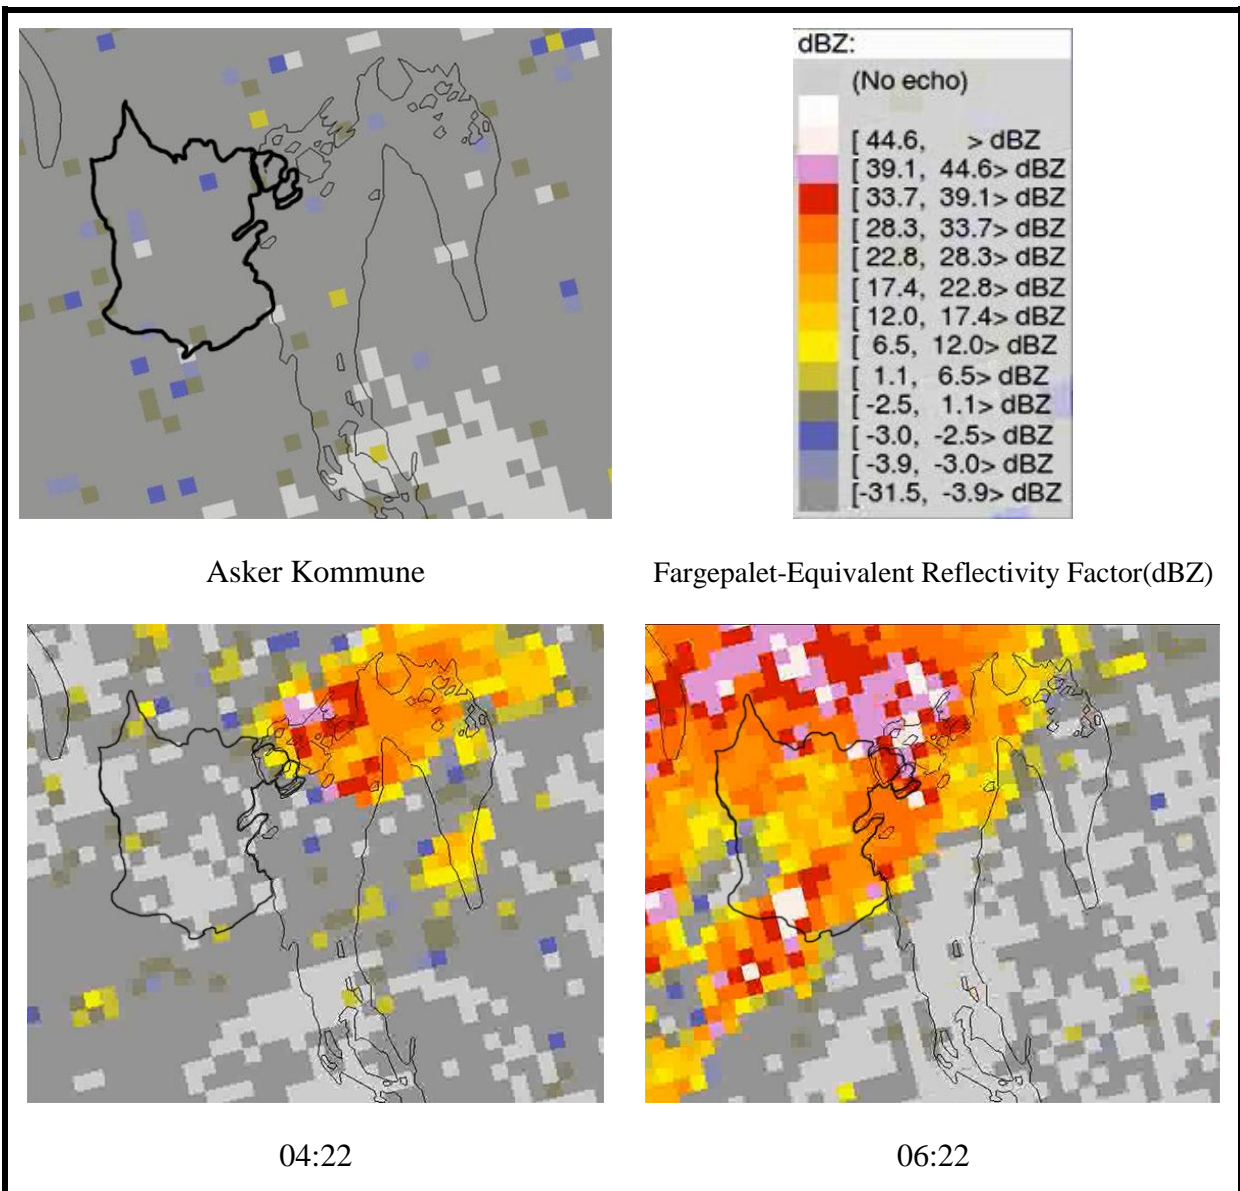 dBZ:
(No echo)
[ 44.6, > dBZ
[ 39.1, 44.6> dBZ
[ 33.7, 39.1> dBZ
[ 28.3, 33.7> dBZ
[ 22.8, 28.3> dBZ
[ 17.4, 22.8> dBZ
[ 12.0, 17.4> dBZ
[ 6.5, 12.0> dBZ
[ 1.1, 6.5> dBZ
[ -2.5, 1.1> dBZ
[ -3.0, -2.5> dBZ
[ -3.9, -3.0> dBZ
[-31.5, -3.9> dBZ
Asker Kommune
Fargepalet-Equivalent Reflectivity Factor(dBZ)
04:22
06:22